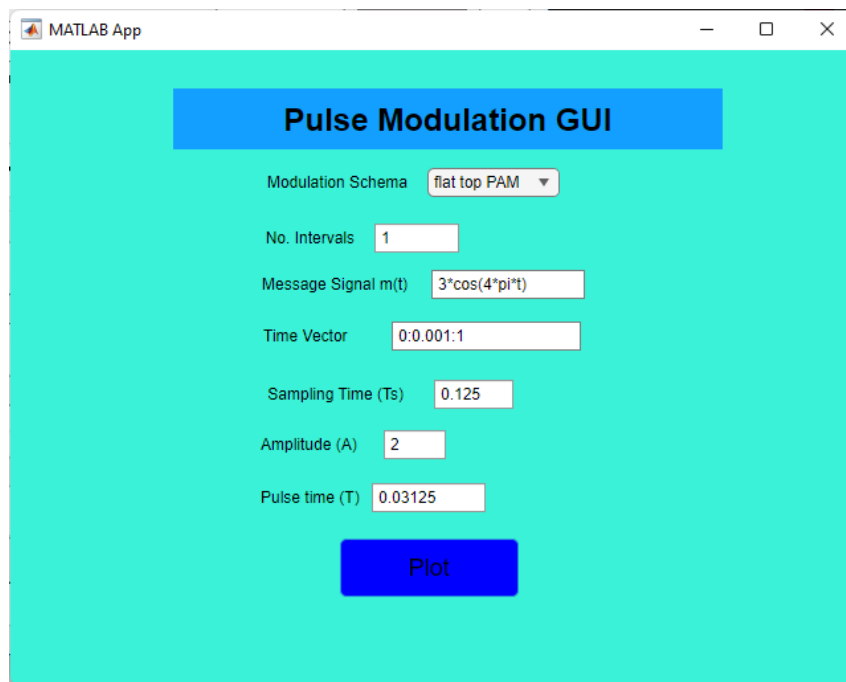 MATLAB App
Pulse Modulation GUI
Modulation Schema flat top PAM
No. Intervals 1
Message Signal m(t) 3*cos(4*pi*t)
Time Vector 0:0.001:1
Sampling Time (Ts) 0.125
Amplitude (A) 2
Pulse time (T) 0.03125
Plot